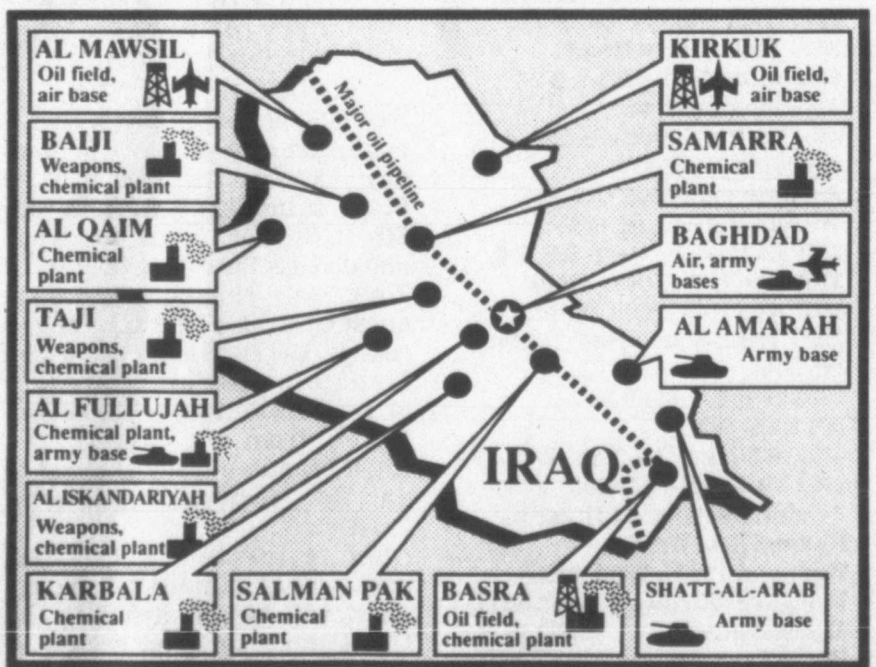 AL MAWSIL
Oil field,
air base
BAIJI
Weapons,
chemical plant
AL QAIM
Chemical
plant
TAJI
Weapons,
chemical plant
AL FULLUJAH
Chemical plant,
army base
AL ISKANDARIYAH
Weapons,
chemical plant
KARBALA
Chemical
plant
SALMAN PAK
Chemical
plant
BASRA
Oil field,
chemical plant
SHATT-AL-ARAB
Army base
AL AMARAH
Army base
BAGHDAD
Air, army
bases
SAMARRA
Chemical
plant
KIRKUK
Oil field,
air base
Major oil pipeline
IRAQ